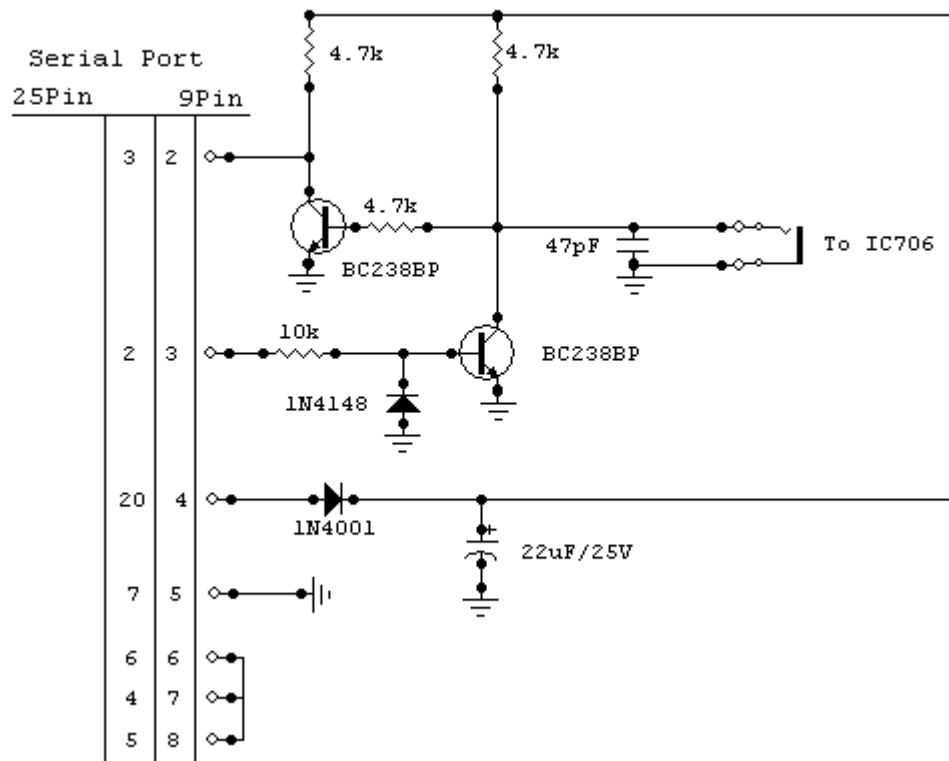 4.7k 4.7k
Serial Port
25Pin 9Pin
3 2
4.7k
47pF To IC706
BC238BP
10k
2 3 BC238BP
1N4148
20 4
1N4001 + 22uF/25V
7 5
6 6
4 7
5 8